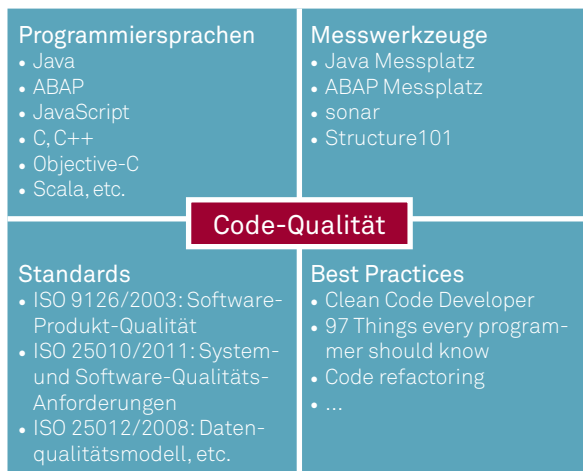 Programmiersprachen
• Java
• ABAP
• JavaScript
• C, C++
• Objective-C
• Scala, etc.
Messwerkzeuge
• Java Messplatz
• ABAP Messplatz
• sonar
• Structure101
Code-Qualität
Standards
• ISO 9126/2003: Software-
Produkt-Qualität
• ISO 25010/2011: System-
und Software-Qualitäts-
Anforderungen
• ISO 25012/2008: Daten-
qualitätsmodell, etc.
Best Practices
• Clean Code Developer
• 97 Things every program-
mer should know
• Code refactoring
• ...